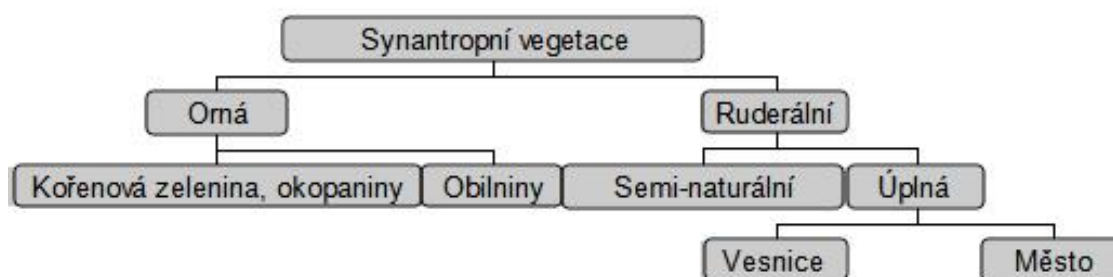 Synantropní vegetace
Orná
Ruderální
Kořenová zelenina, okopaniny
Obilniny
Semi-naturální
Úplná
Vesnice
Město